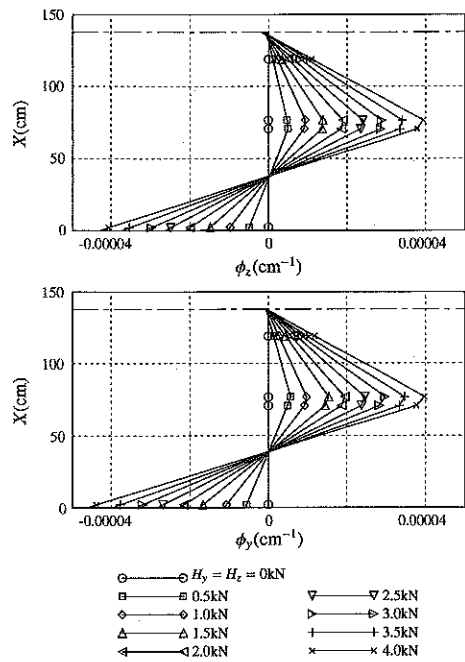 150
100
50
0
X(cm)
-0.00004 0 0.00004
ϕz(cm⁻¹)
150
100
50
0
X(cm)
-0.00004 0 0.00004
ϕy(cm⁻¹)
Hy = Hz = 0kN
0.5kN 2.5kN
1.0kN 3.0kN
1.5kN 3.5kN
2.0kN 4.0kN